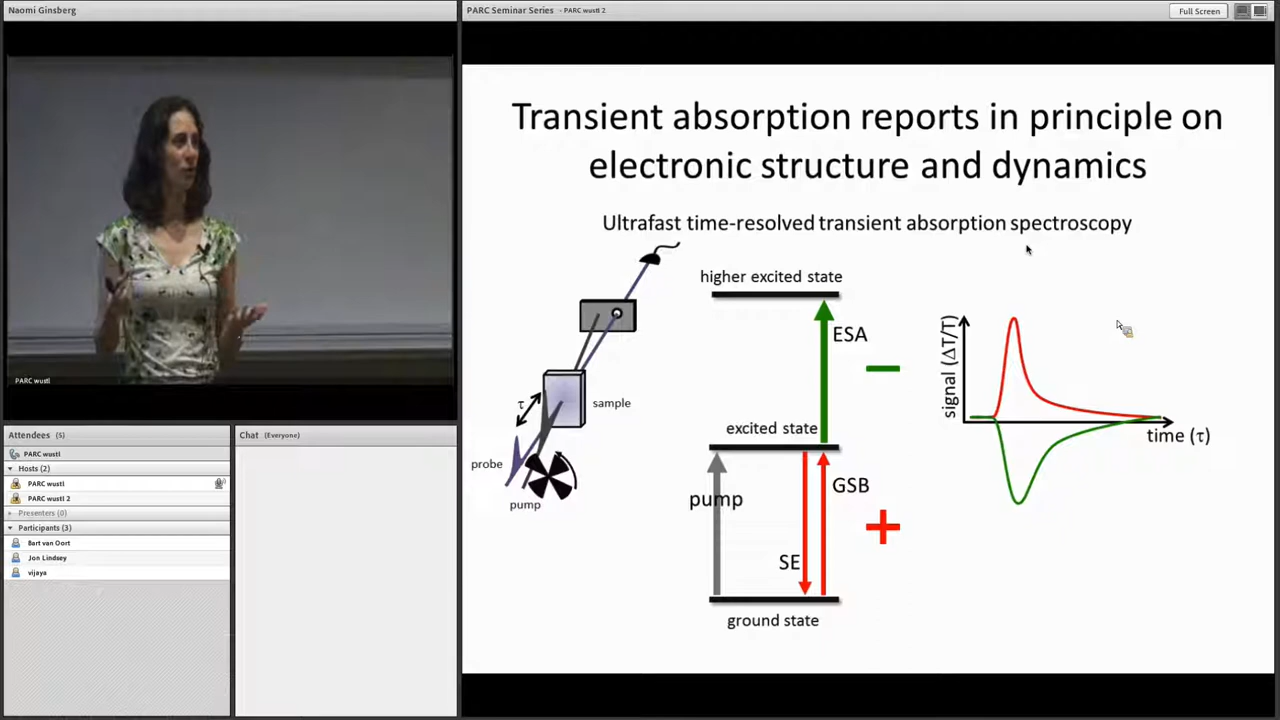 Naomi Ginsberg
PARC Seminar Series - PARC wustl 2
Full Screen
Transient absorption reports in principle on
electronic structure and dynamics
Ultrafast time-resolved transient absorption spectroscopy
higher excited state
ESA
signal (ΔT/T)
time (τ)
τ
sample
excited state
probe
pump
pump
GSB
SE
ground state
PARC wustl
Attendees (5)
PARC wustl
Hosts (2)
PARC wustl
PARC wustl 2
Presenters (0)
Participants (3)
Bart van Oort
Jon Lindsey
vijaya
Chat (Everyone)